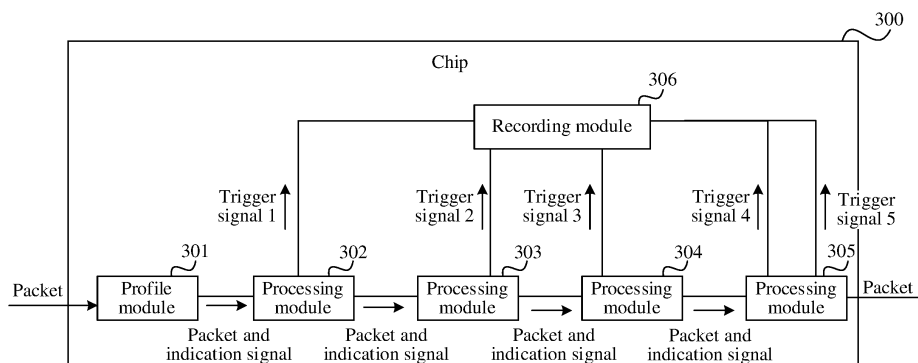 300
Chip
306
Recording module
Trigger
signal 1
Trigger
signal 2
Trigger
signal 3
Trigger
signal 4
Trigger
signal 5
301
302
303
304
305
Packet
Profile
module
Processing
module
Processing
module
Processing
module
Processing
module
Packet
Packet and
indication signal
Packet and
indication signal
Packet and
indication signal
Packet and
indication signal